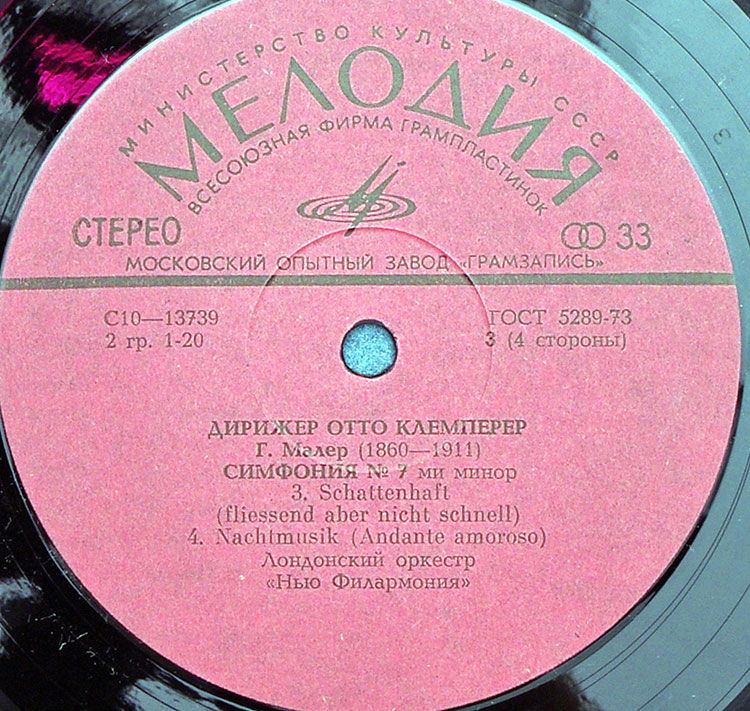 МИНИСТЕРСТВО КУЛЬТУРЫ СССР
МЕЛОДИЯ
ВСЕСОЮЗНАЯ ФИРМА ГРАМПЛАСТИНОК
СТЕРЕО
33
МОСКОВСКИЙ ОПЫТНЫЙ ЗАВОД «ГРАМЗАПИСЬ»
С10—13739
ГОСТ 5289-73
2 гр. 1-20
3 (4 стороны)
ДИРИЖЕР ОТТО КЛЕМПЕРЕР
Г. Малер (1860—1911)
СИМФОНИЯ № 7 ми минор
3. Schattenhaft
(fliessend aber nicht schnell)
4. Nachtmusik (Andante amoroso)
Лондонский оркестр
«Нью Филармония»